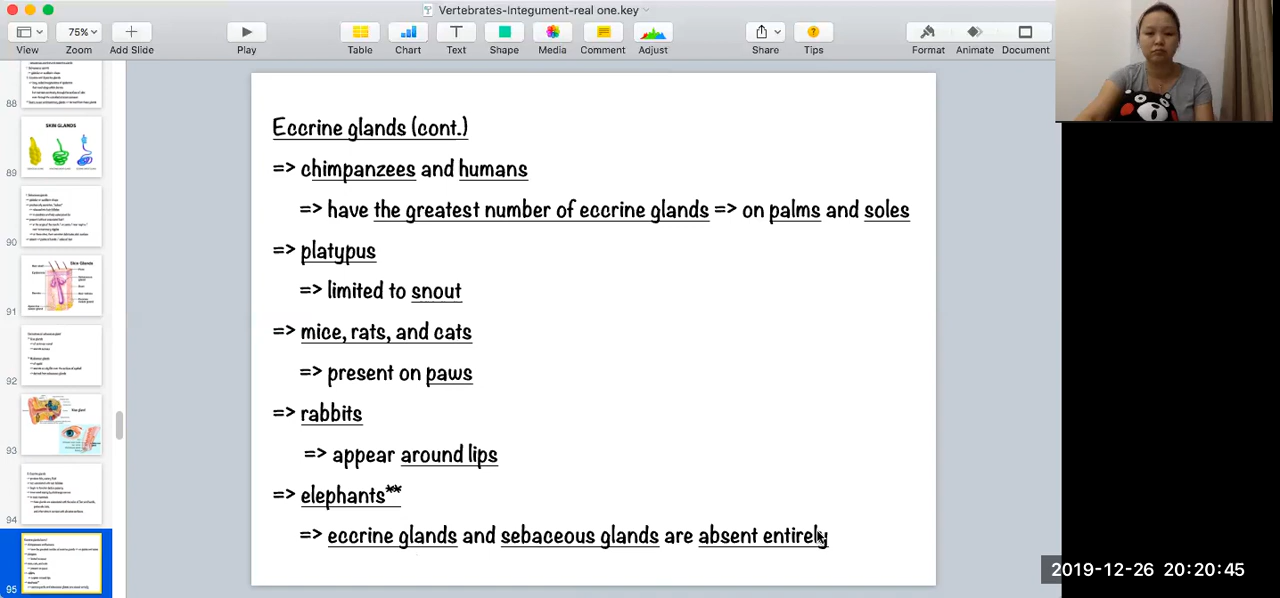 Vertebrates-Integument-real one.key
75%
View Zoom Add Slide Play Table Chart Text Shape Media Comment Adjust Share Tips Format Animate Document
Eccrine glands (cont.)
=> chimpanzees and humans
=> have the greatest number of eccrine glands => on palms and soles
=> platypus
=> limited to snout
=> mice, rats, and cats
=> present on paws
=> rabbits
=> appear around lips
=> elephants**
=> eccrine glands and sebaceous glands are absent entirely
88
SKIN GLANDS
89
90
Skin Glands
91
92
93
94
95
2019-12-26 20:20:45